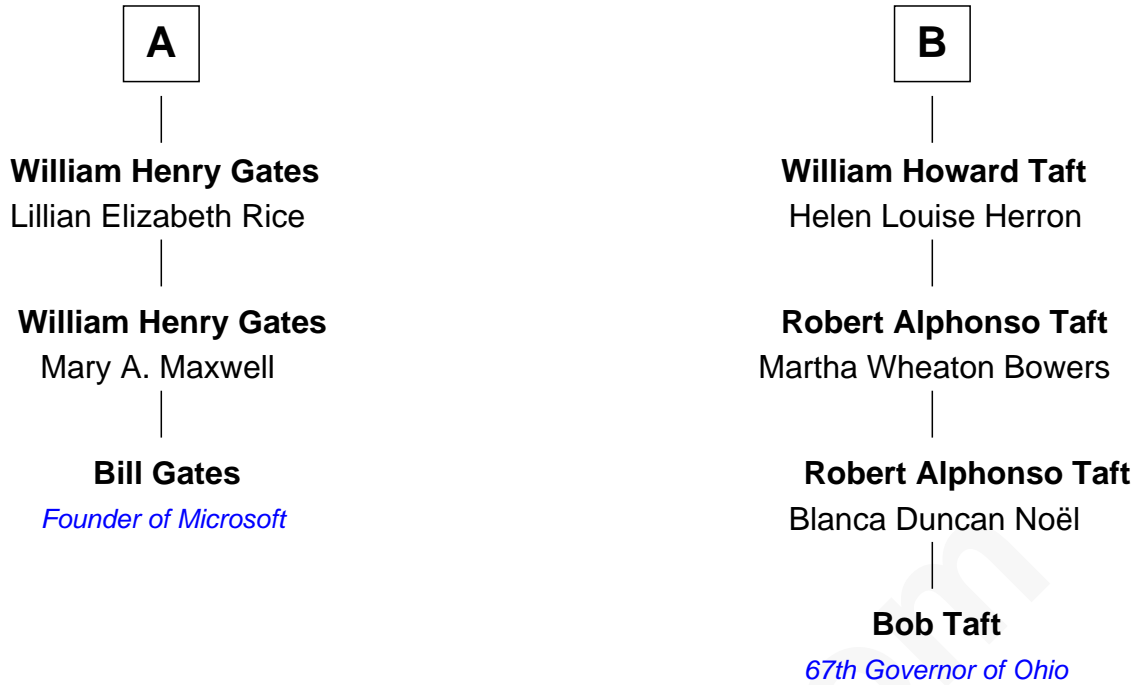 A
B
William Henry Gates
Lillian Elizabeth Rice
William Henry Gates
Mary A. Maxwell
Bill Gates
Founder of Microsoft
William Howard Taft
Helen Louise Herron
Robert Alphonso Taft
Martha Wheaton Bowers
Robert Alphonso Taft
Blanca Duncan Noël
Bob Taft
67th Governor of Ohio